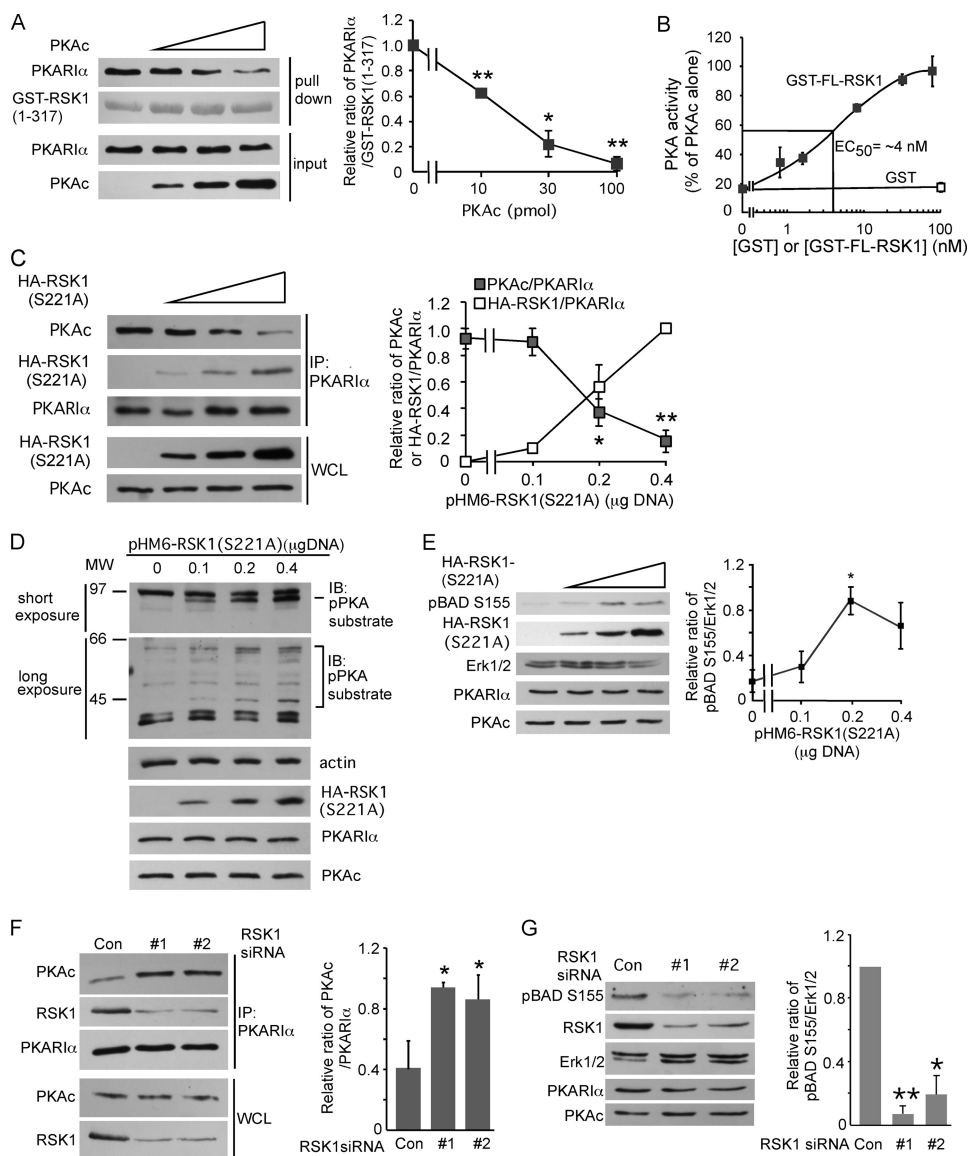 A
PKAc
PKARIα
GST-RSK1
(1-317)
pull
down
PKARIα
PKAc
input
Relative ratio of PKARIα
/GST-RSK1(1-317)
1.0
0.8
0.6
0.4
0.2
0
**
*
**
0 10 30 100
PKAc (pmol)
B
PKA activity
(% of PKAc alone)
120
100
80
60
40
20
0
GST-FL-RSK1
EC50= ~4 nM
GST
0 1 10 100
[GST] or [GST-FL-RSK1] (nM)
C
HA-RSK1
(S221A)
PKAc
HA-RSK1
(S221A)
PKARIα
IP:
PKARIα
HA-RSK1
(S221A)
PKAc
WCL
PKAc/PKARIα
HA-RSK1/PKARIα
Relative ratio of PKAc
or HA-RSK1/PKARIα
1.2
1.0
0.8
0.6
0.4
0.2
0
*
**
0 0.1 0.2 0.4
pHM6-RSK1(S221A) (μg DNA)
D
pHM6-RSK1(S221A)(μgDNA)
MW 0 0.1 0.2 0.4
short
exposure
97
IB:
pPKA
substrate
long
exposure
66
45
IB:
pPKA
substrate
actin
HA-RSK1
(S221A)
PKARIα
PKAc
E
HA-RSK1-
(S221A)
pBAD S155
HA-RSK1
(S221A)
Erk1/2
PKARIα
PKAc
Relative ratio of
pBAD S155/Erk1/2
1.2
0.8
0.4
0
*
0 0.1 0.2 0.4
pHM6-RSK1(S221A)
(μg DNA)
F
Con #1 #2
RSK1
siRNA
PKAc
RSK1
PKARIα
IP:
PKARIα
PKAc
RSK1
WCL
Relative ratio of PKAc
/PKARIα
1.2
0.8
0.4
0
*
*
RSK1siRNA Con #1 #2
G
RSK1
siRNA
Con #1 #2
pBAD S155
RSK1
Erk1/2
PKARIα
PKAc
Relative ratio of
pBAD S155/Erk1/2
1.2
0.8
0.4
0
**
*
RSK1 siRNA Con #1 #2